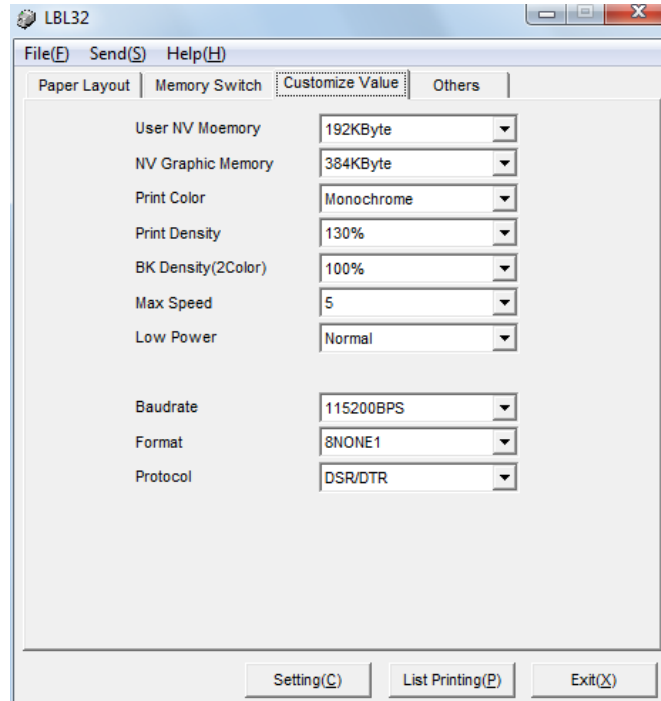 LBL32
File(F) Send(S) Help(H)
Paper Layout Memory Switch Customize Value Others
User NV Moemory 192KByte
NV Graphic Memory 384KByte
Print Color Monochrome
Print Density 130%
BK Density(2Color) 100%
Max Speed 5
Low Power Normal
Baudrate 115200BPS
Format 8NONE1
Protocol DSR/DTR
Setting(C) List Printing(P) Exit(X)